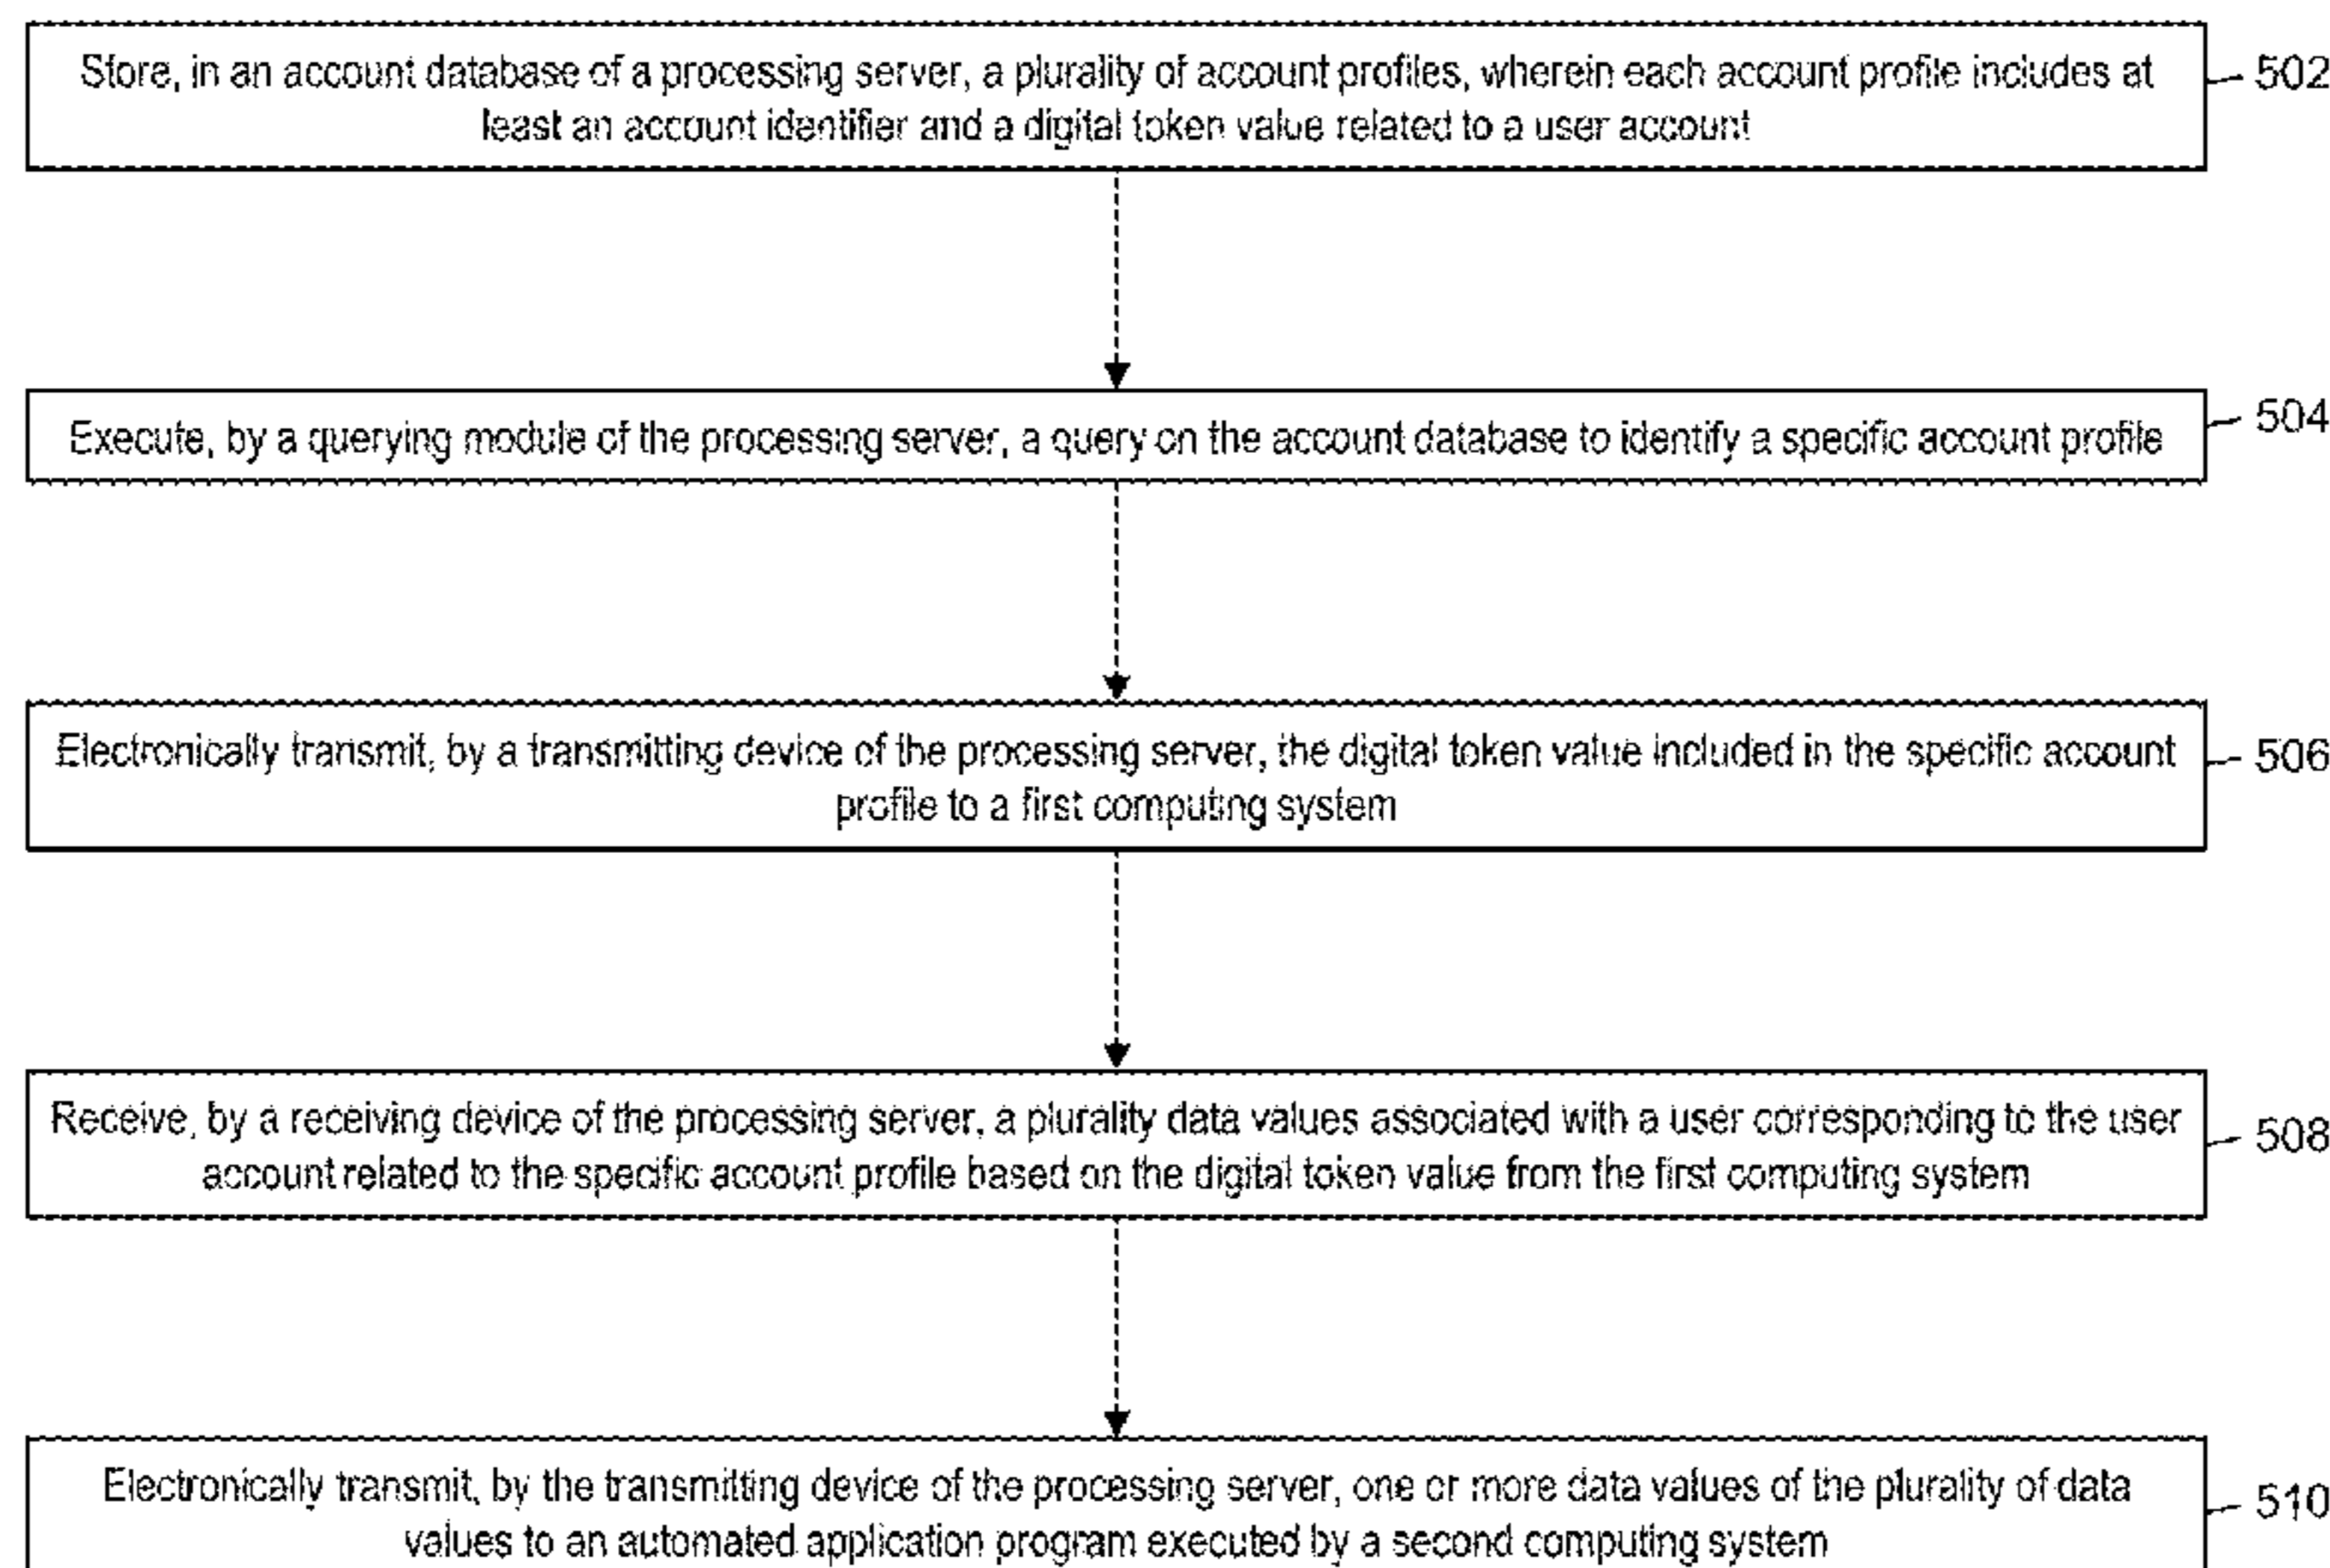 Store, in an account database of a processing server, a plurality of account profiles, wherein each account profile includes at
least an account identifier and a digital token value related to a user account
502
Execute, by a querying module of the processing server, a query on the account database to identify a specific account profile
504
Electronically transmit, by a transmitting device of the processing server, the digital token value included in the specific account
profile to a first computing system
506
Receive, by a receiving device of the processing server, a plurality data values associated with a user corresponding to the user
account related to the specific account profile based on the digital token value from the first computing system
508
Electronically transmit, by the transmitting device of the processing server, one or more data values of the plurality of data
values to an automated application program executed by a second computing system
510